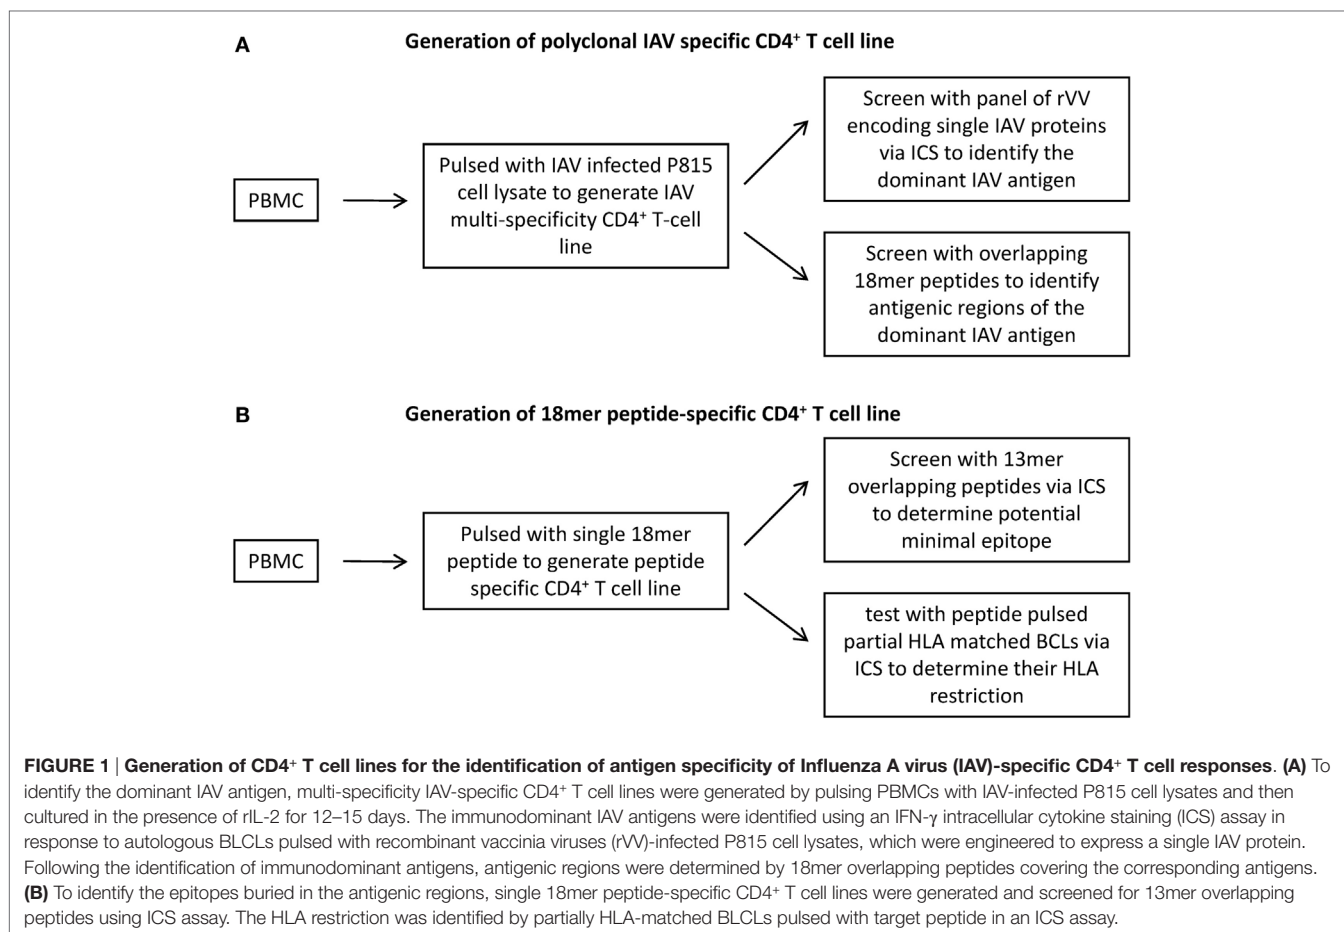 A
Generation of polyclonal IAV specific CD4⁺ T cell line
PBMC
Pulsed with IAV infected P815
cell lysate to generate IAV
multi-specificity CD4⁺ T-cell
line
Screen with panel of rVV
encoding single IAV proteins
via ICS to identify the
dominant IAV antigen
Screen with overlapping
18mer peptides to identify
antigenic regions of the
dominant IAV antigen
B
Generation of 18mer peptide-specific CD4⁺ T cell line
PBMC
Pulsed with single 18mer
peptide to generate peptide
specific CD4⁺ T cell line
Screen with 13mer
overlapping peptides via ICS
to determine potential
minimal epitope
test with peptide pulsed
partial HLA matched BCLs via
ICS to determine their HLA
restriction
FIGURE 1 | Generation of CD4⁺ T cell lines for the identification of antigen specificity of Influenza A virus (IAV)-specific CD4⁺ T cell responses. (A) To
identify the dominant IAV antigen, multi-specificity IAV-specific CD4⁺ T cell lines were generated by pulsing PBMCs with IAV-infected P815 cell lysates and then
cultured in the presence of rIL-2 for 12–15 days. The immunodominant IAV antigens were identified using an IFN-γ intracellular cytokine staining (ICS) assay in
response to autologous BLCLs pulsed with recombinant vaccinia viruses (rVV)-infected P815 cell lysates, which were engineered to express a single IAV protein.
Following the identification of immunodominant antigens, antigenic regions were determined by 18mer overlapping peptides covering the corresponding antigens.
(B) To identify the epitopes buried in the antigenic regions, single 18mer peptide-specific CD4⁺ T cell lines were generated and screened for 13mer overlapping
peptides using ICS assay. The HLA restriction was identified by partially HLA-matched BLCLs pulsed with target peptide in an ICS assay.